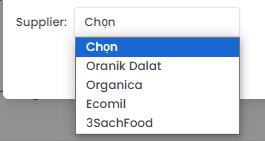 Supplier: Chọn
Chọn
Oranik Dalat
Organica
Ecomil
3SachFood